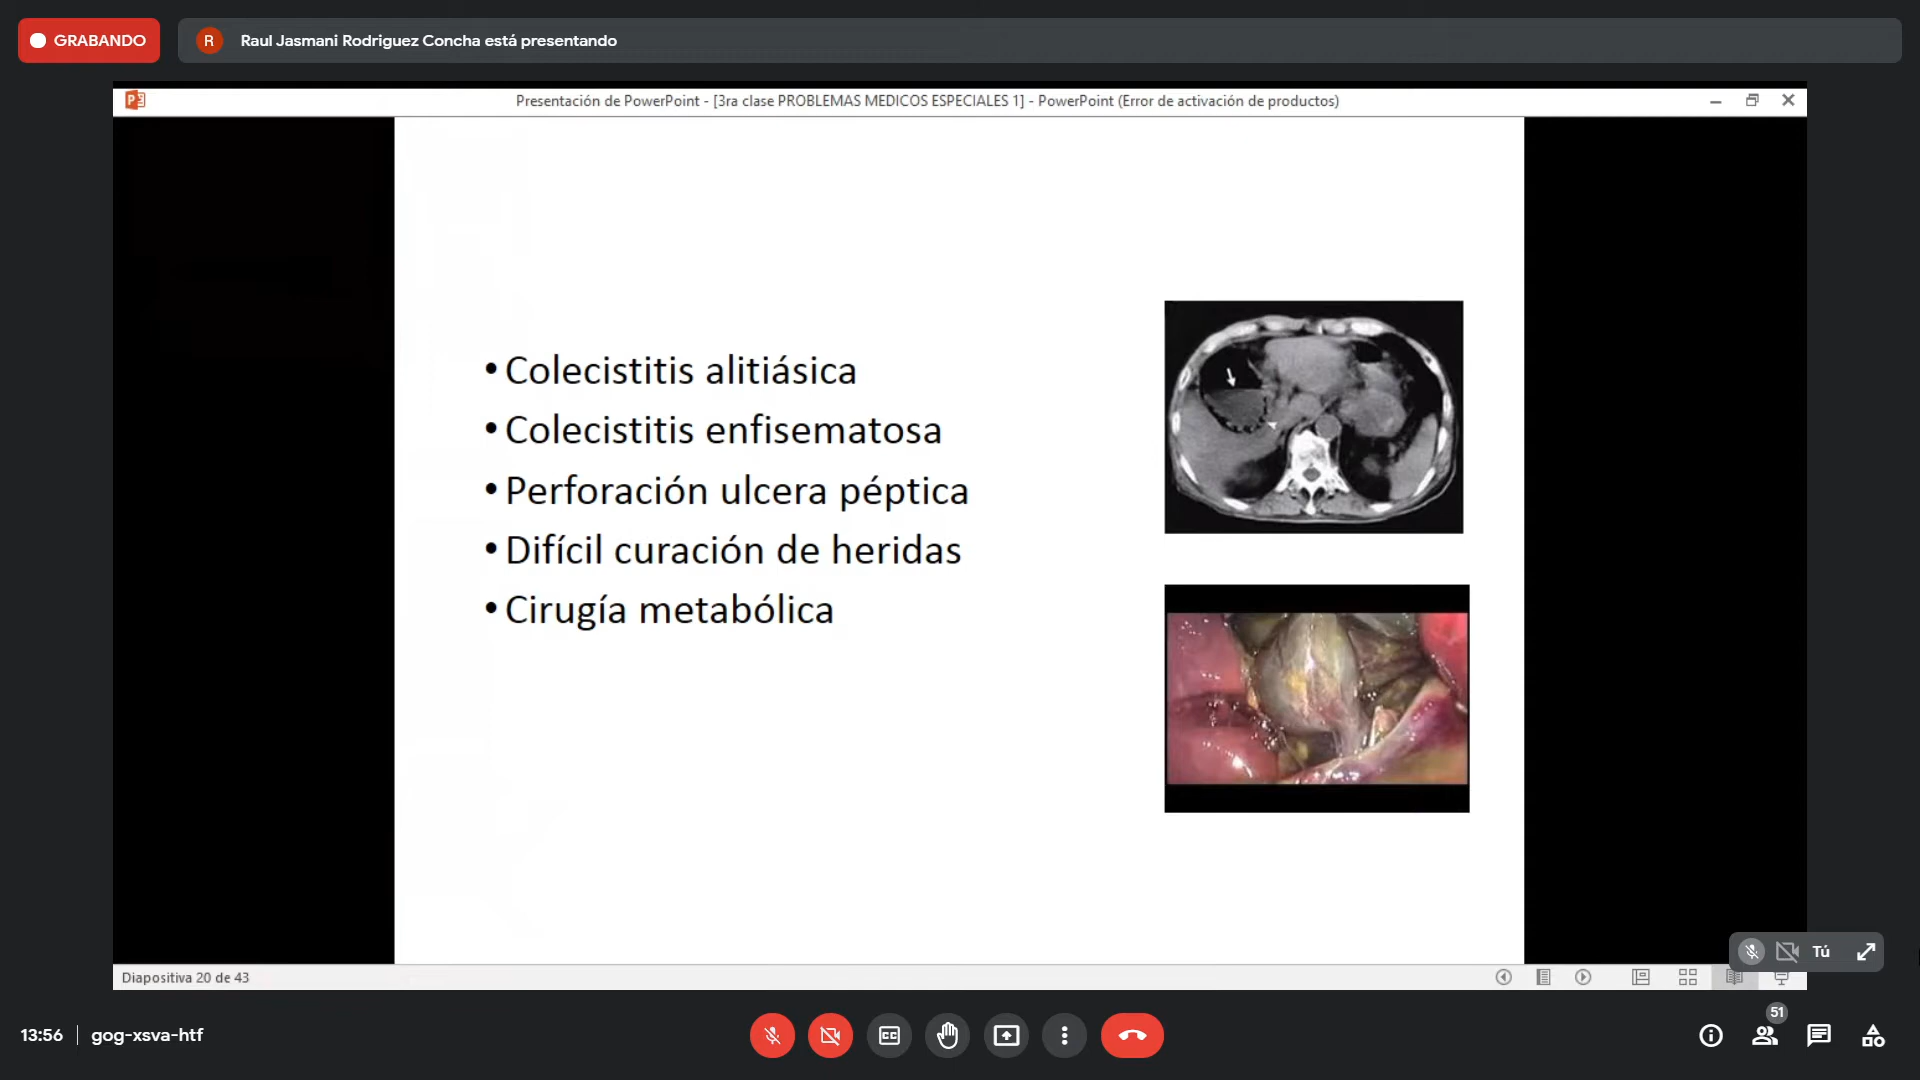 GRABANDO
R
Raul Jasmani Rodriguez Concha está presentando
Presentación de PowerPoint - [3ra clase PROBLEMAS MEDICOS ESPECIALES 1] - PowerPoint (Error de activación de productos)
• Colecistitis alitiásica
• Colecistitis enfisematosa
• Perforación ulcera péptica
• Difícil curación de heridas
• Cirugía metabólica
Tú
Diapositiva 20 de 43
13:56 | gog-xsva-htf
51